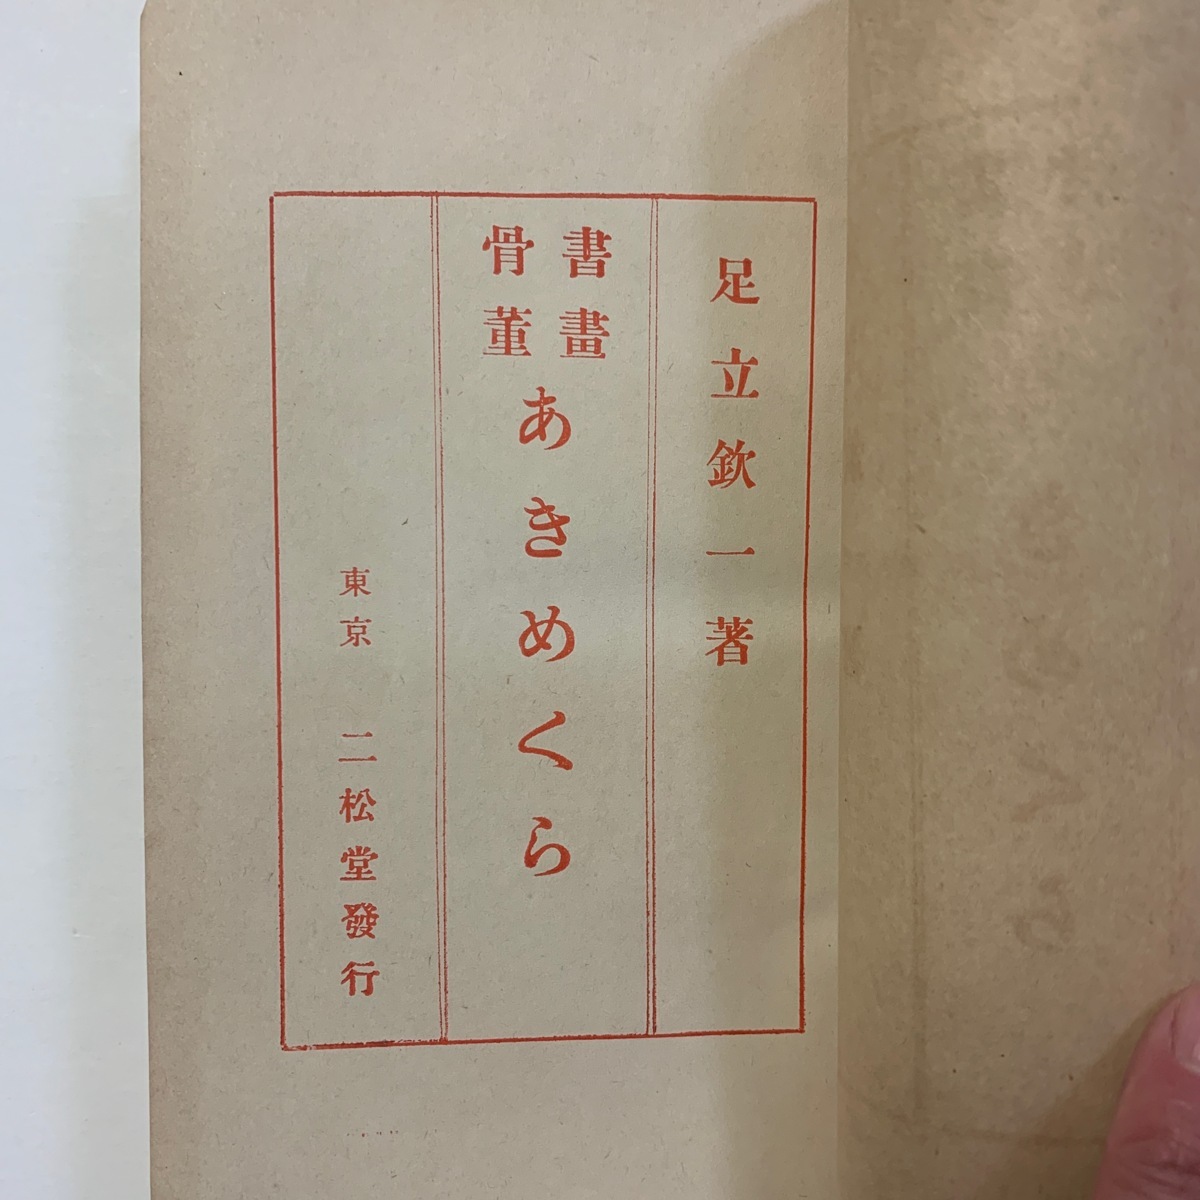 足立欽一著
書畫
骨董
あきめくら
東京 二松堂發行